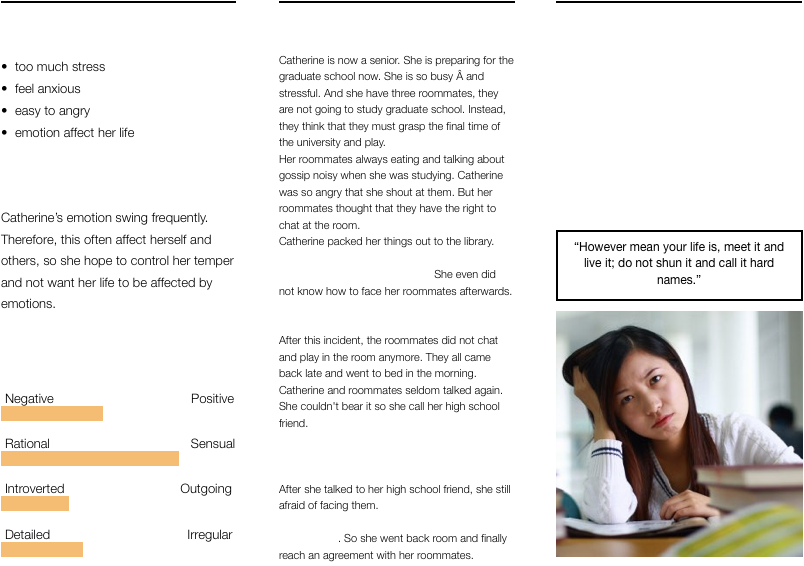 • too much stress
• feel anxious
• easy to angry
• emotion affect her life
Catherine's emotion swing frequently.
Therefore, this often affect herself and
others, so she hope to control her temper
and not want her life to be affected by
emotions.
Negative Positive
Rational Sensual
Introverted Outgoing
Detailed Irregular
Catherine is now a senior. She is preparing for the
graduate school now. She is so busy Â and
stressful. And she have three roommates, they
are not going to study graduate school. Instead,
they think that they must grasp the final time of
the university and play.
Her roommates always eating and talking about
gossip noisy when she was studying. Catherine
was so angry that she shout at them. But her
roommates thought that they have the right to
chat at the room.
Catherine packed her things out to the library.
She even did
not know how to face her roommates afterwards.
After this incident, the roommates did not chat
and play in the room anymore. They all came
back late and went to bed in the morning.
Catherine and roommates seldom talked again.
She couldn't bear it so she call her high school
friend.
After she talked to her high school friend, she still
afraid of facing them.
. So she went back room and finally
reach an agreement with her roommates.
“However mean your life is, meet it and
live it; do not shun it and call it hard
names.”